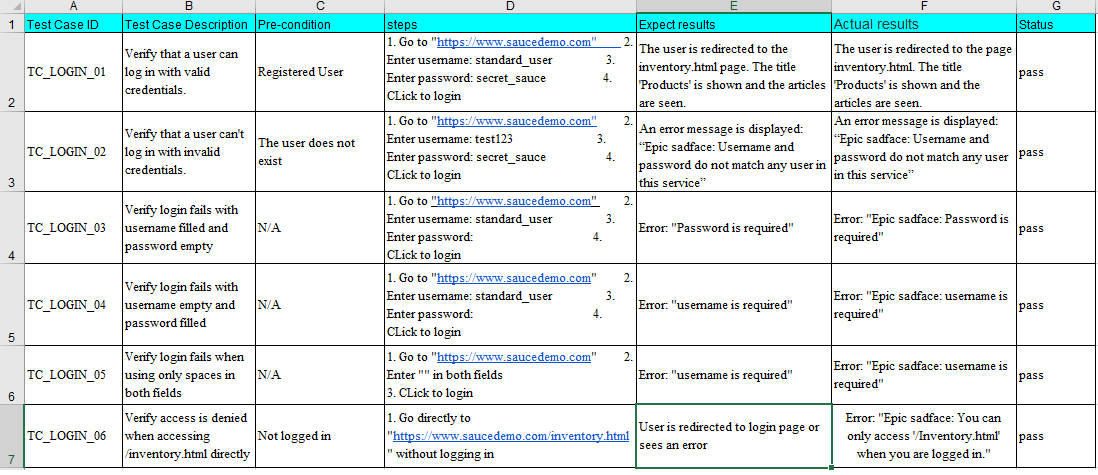 A B C D E F G
1 Test Case ID Test Case Description Pre-condition steps Expect results Actual results Status
2
TC_LOGIN_01
Verify that a user can
log in with valid
credentials.
Registered User
1. Go to "https://www.saucedemo.com" 2.
Enter username: standard_user 3.
Enter password: secret_sauce 4.
CLick to login
The user is redirected to the
inventory.html page. The title
'Products' is shown and the articles
are seen.
The user is redirected to the page
inventory.html. The title
'Products' is shown and the
articles are seen.
pass
3
TC_LOGIN_02
Verify that a user can't
log in with invalid
credentials.
The user does not
exist
1. Go to "https://www.saucedemo.com" 2.
Enter username: test123 3.
Enter password: secret_sauce 4.
CLick to login
An error message is displayed:
“Epic sadface: Username and
password do not match any user in
this service”
An error message is displayed:
“Epic sadface: Username and
password do not match any user
in this service”
pass
4
TC_LOGIN_03
Verify login fails with
username filled and
password empty
N/A
1. Go to "https://www.saucedemo.com" 2.
Enter username: standard_user 3.
Enter password: 4.
CLick to login
Error: "Password is required"
Error: "Epic sadface: Password is
required"
pass
5
TC_LOGIN_04
Verify login fails with
username empty and
password filled
N/A
1. Go to "https://www.saucedemo.com" 2.
Enter username: standard_user 3.
Enter password: 4.
CLick to login
Error: "username is required"
Error: "Epic sadface: username is
required"
pass
6
TC_LOGIN_05
Verify login fails when
using only spaces in
both fields
N/A
1. Go to "https://www.saucedemo.com" 2.
Enter "" in both fields
3. CLick to login
Error: "username is required"
Error: "Epic sadface: username is
required"
pass
7
TC_LOGIN_06
Verify access is denied
when accessing
/inventory.html directly
Not logged in
1. Go directly to
"https://www.saucedemo.com/inventory.html
" without logging in
User is redirected to login page or
sees an error
Error: "Epic sadface: You can
only access '/Inventory.html'
when you are logged in."
pass